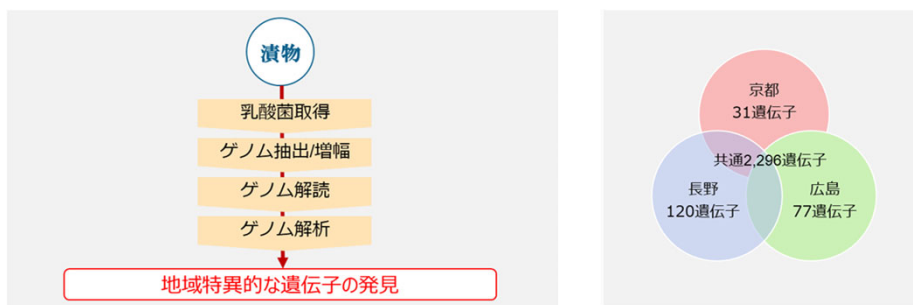 漬物
乳酸菌取得
ゲノム抽出/増幅
ゲノム解読
ゲノム解析
地域特異的な遺伝子の発見
京都
31遺伝子
共通2,296遺伝子
長野
120遺伝子
広島
77遺伝子